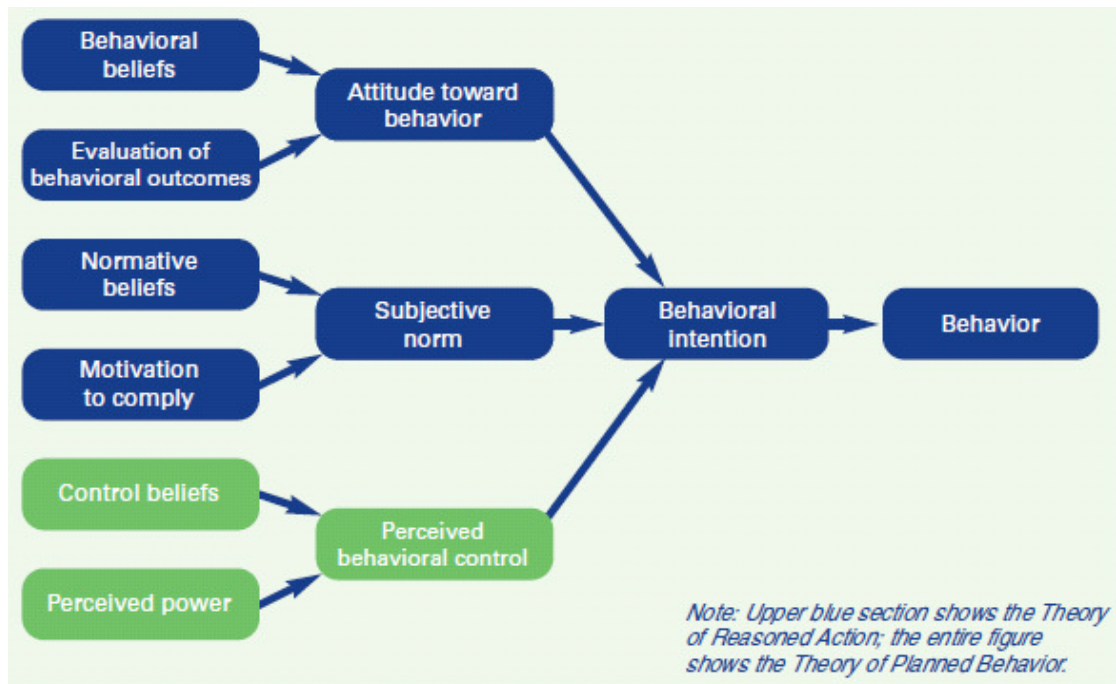 Behavioral
beliefs
Attitude toward
behavior
Evaluation of
behavioral outcomes
Normative
beliefs
Subjective
norm
Behavioral
intention
Behavior
Motivation
to comply
Control beliefs
Perceived
behavioral control
Perceived power
Note: Upper blue section shows the Theory
of Reasoned Action; the entire figure
shows the Theory of Planned Behavior.